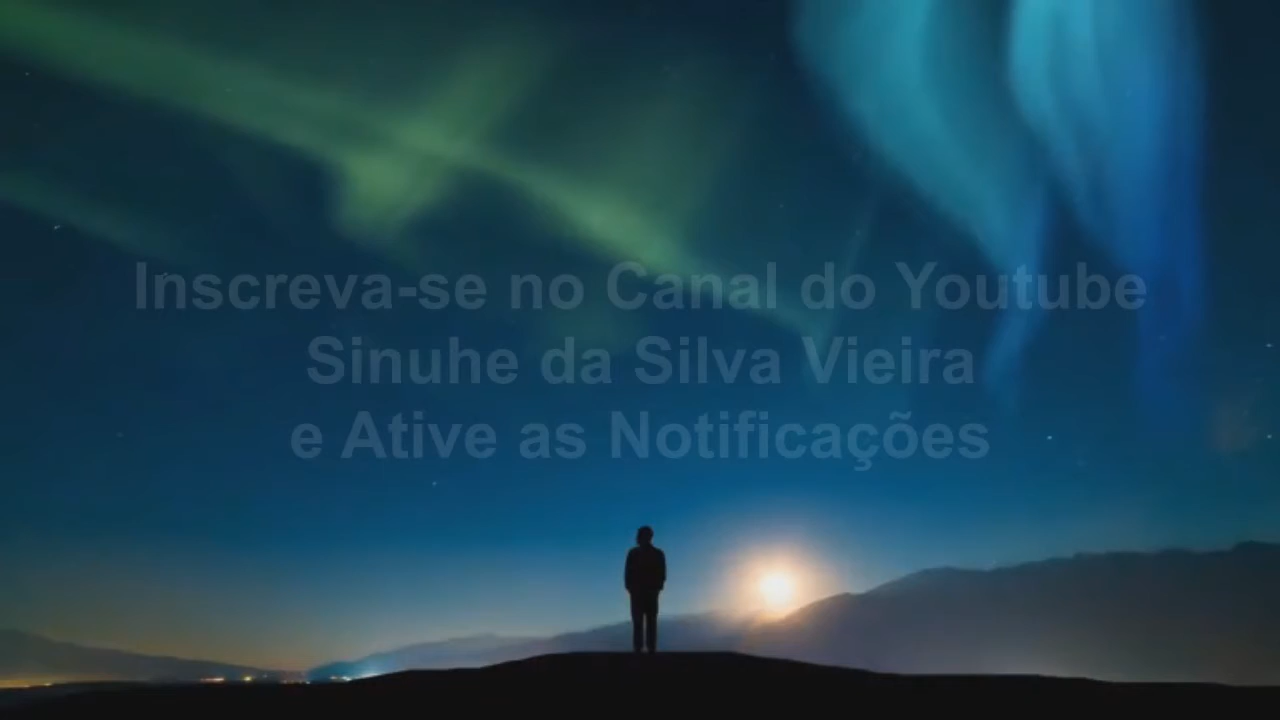 Inscreva-se no Canal do Youtube
Sinuhe da Silva Vieira
e Ative as Notificações